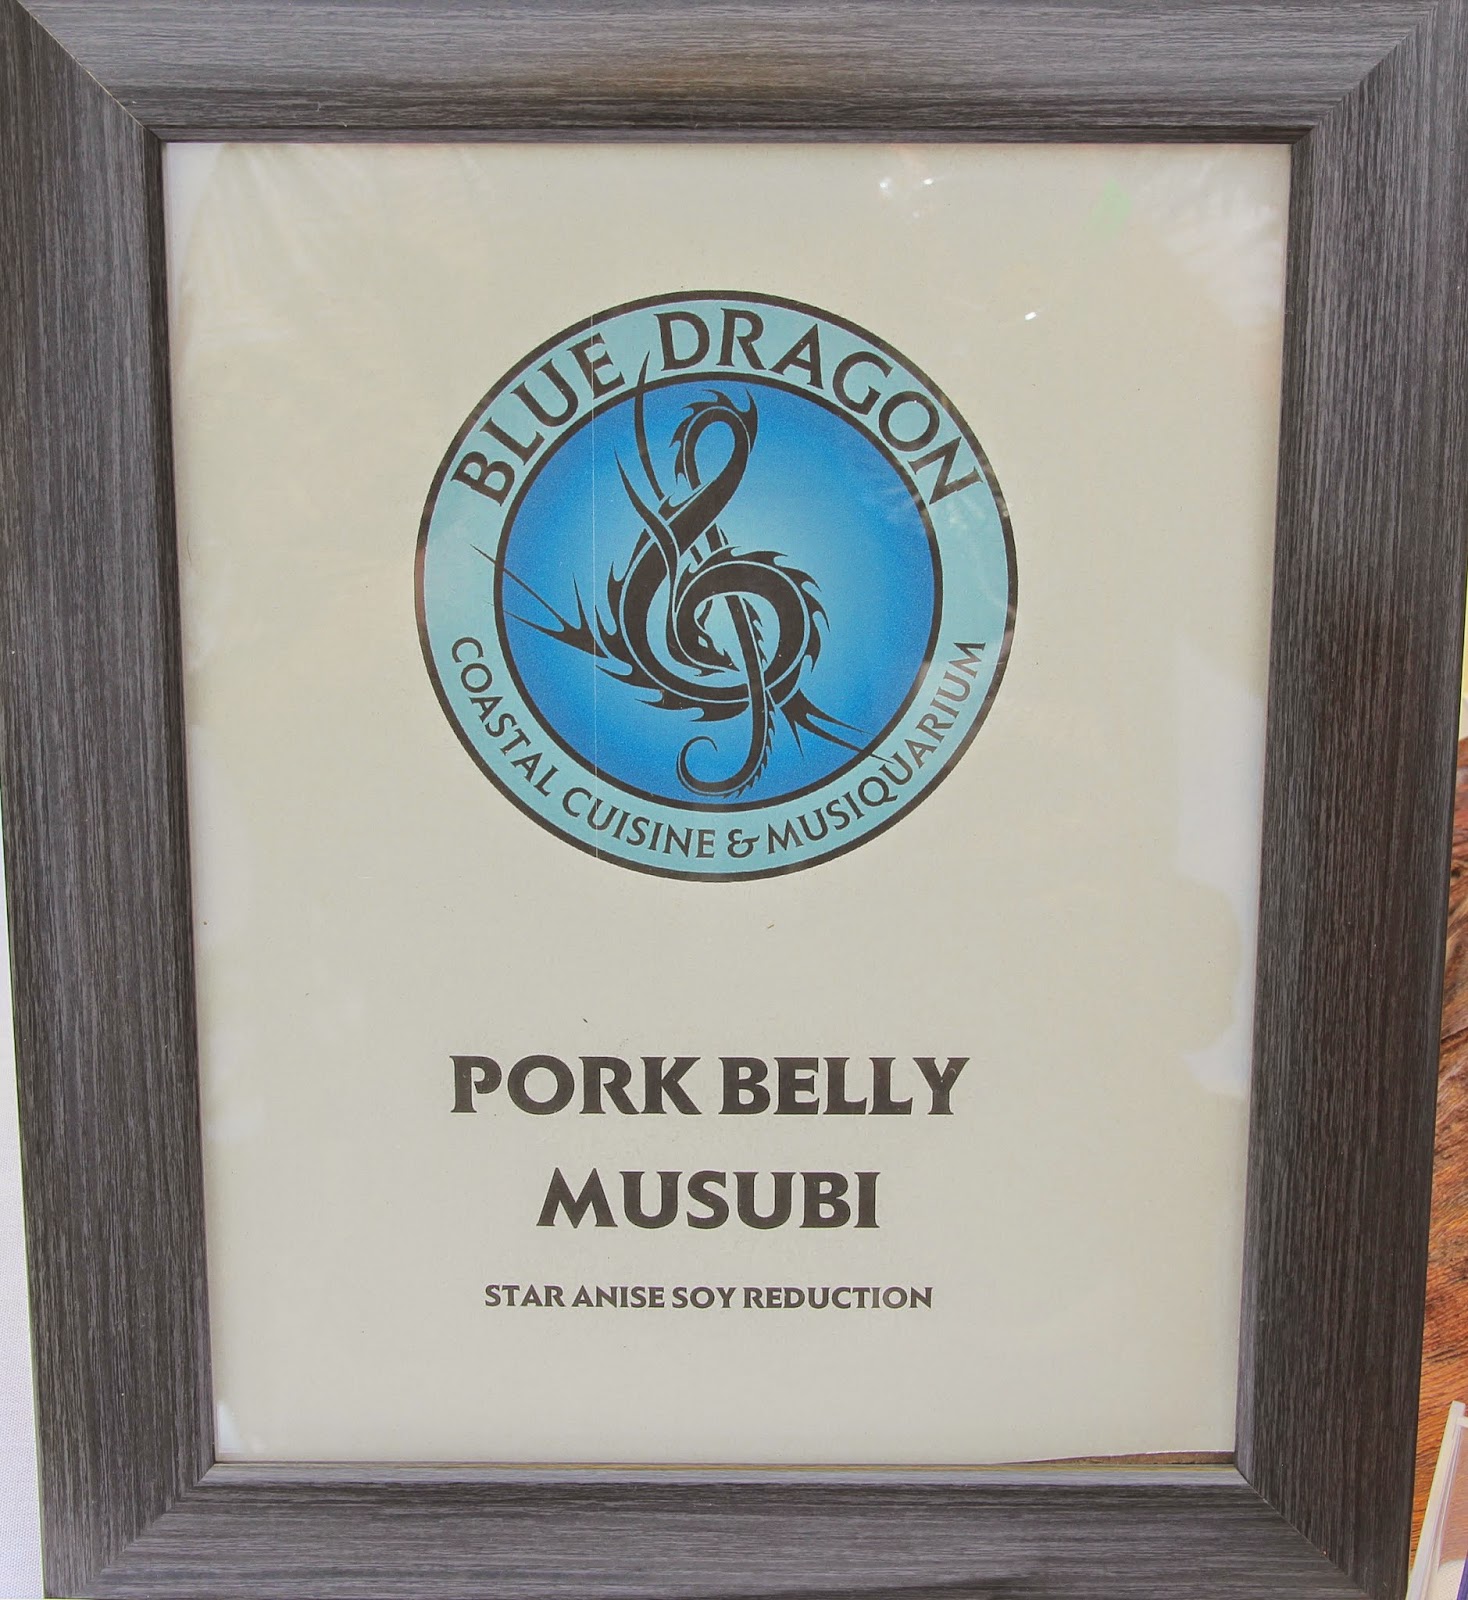 BLUE DRAGON
COASTAL CUISINE & MUSIQUARIUM
PORK BELLY
MUSUBI
STAR ANISE SOY REDUCTION